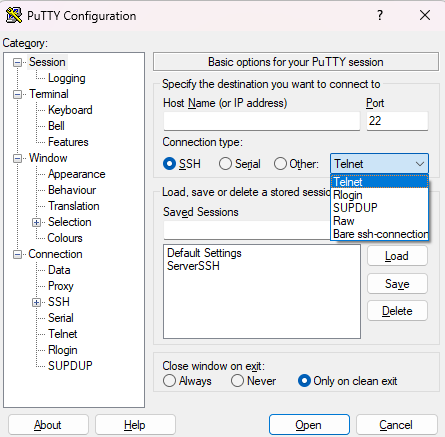 PuTTY Configuration
Category:
Session
Logging
Terminal
Keyboard
Bell
Features
Window
Appearance
Behaviour
Translation
Selection
Colours
Connection
Data
Proxy
SSH
Serial
Telnet
Rlogin
SUPDUP
Basic options for your PuTTY session
Specify the destination you want to connect to
Host Name (or IP address) Port
22
Connection type:
SSH Serial Other: Telnet
Telnet
Rlogin
SUPDUP
Raw
Bare ssh-connection
Load, save or delete a stored sessio
Saved Sessions
Default Settings
ServerSSH
Load
Save
Delete
Close window on exit:
Always Never Only on clean exit
About Help Open Cancel